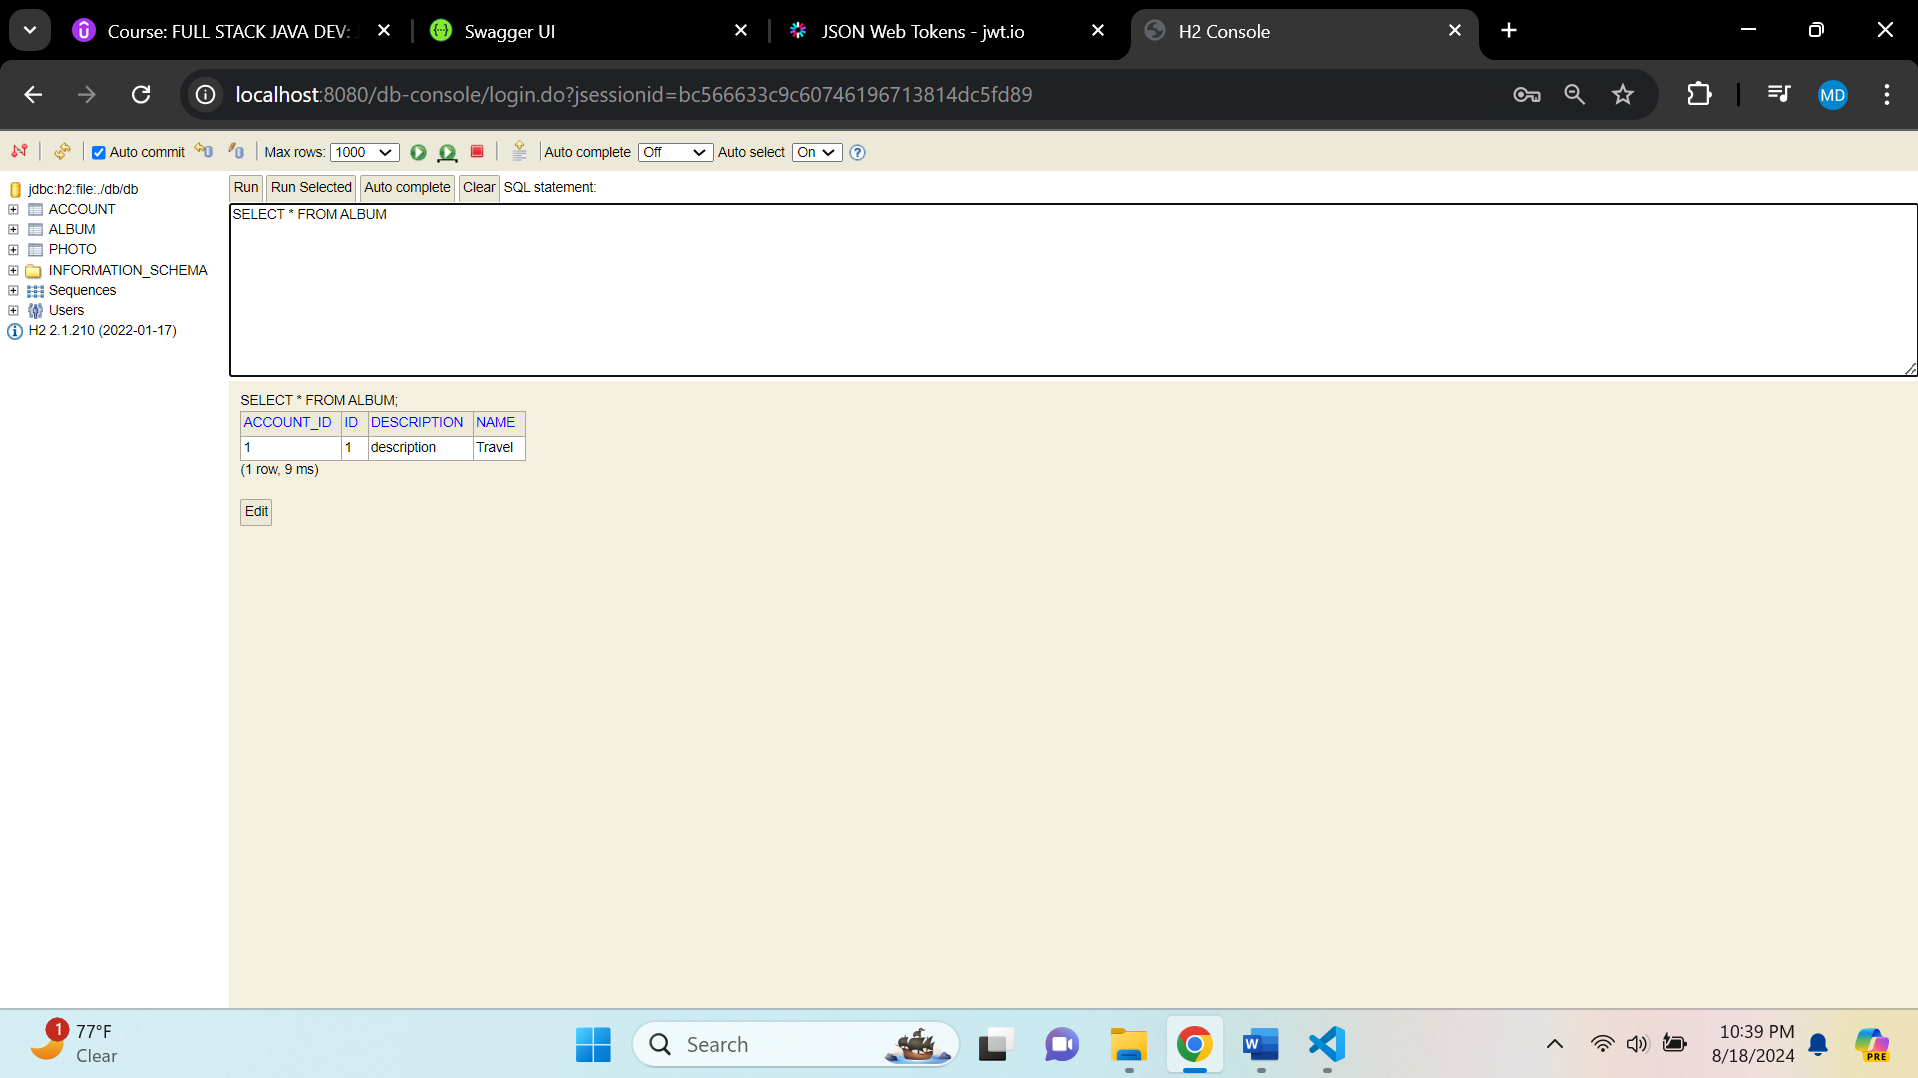 Course: FULL STACK JAVA DEV:
Swagger UI
JSON Web Tokens - jwt.io
H2 Console
localhost:8080/db-console/login.do?jsessionid=bc566633c9c60746196713814dc5fd89
MD
Auto commit
Max rows: 1000
Auto complete Off
Auto select On
?
jdbc:h2:file:./db/db
ACCOUNT
ALBUM
PHOTO
INFORMATION_SCHEMA
Sequences
Users
H2 2.1.210 (2022-01-17)
Run Run Selected Auto complete Clear SQL statement:
SELECT * FROM ALBUM
SELECT * FROM ALBUM;
ACCOUNT_ID ID DESCRIPTION NAME
1 1 description Travel
(1 row, 9 ms)
Edit
1
77°F
Clear
Search
W
10:39 PM
8/18/2024
PRE